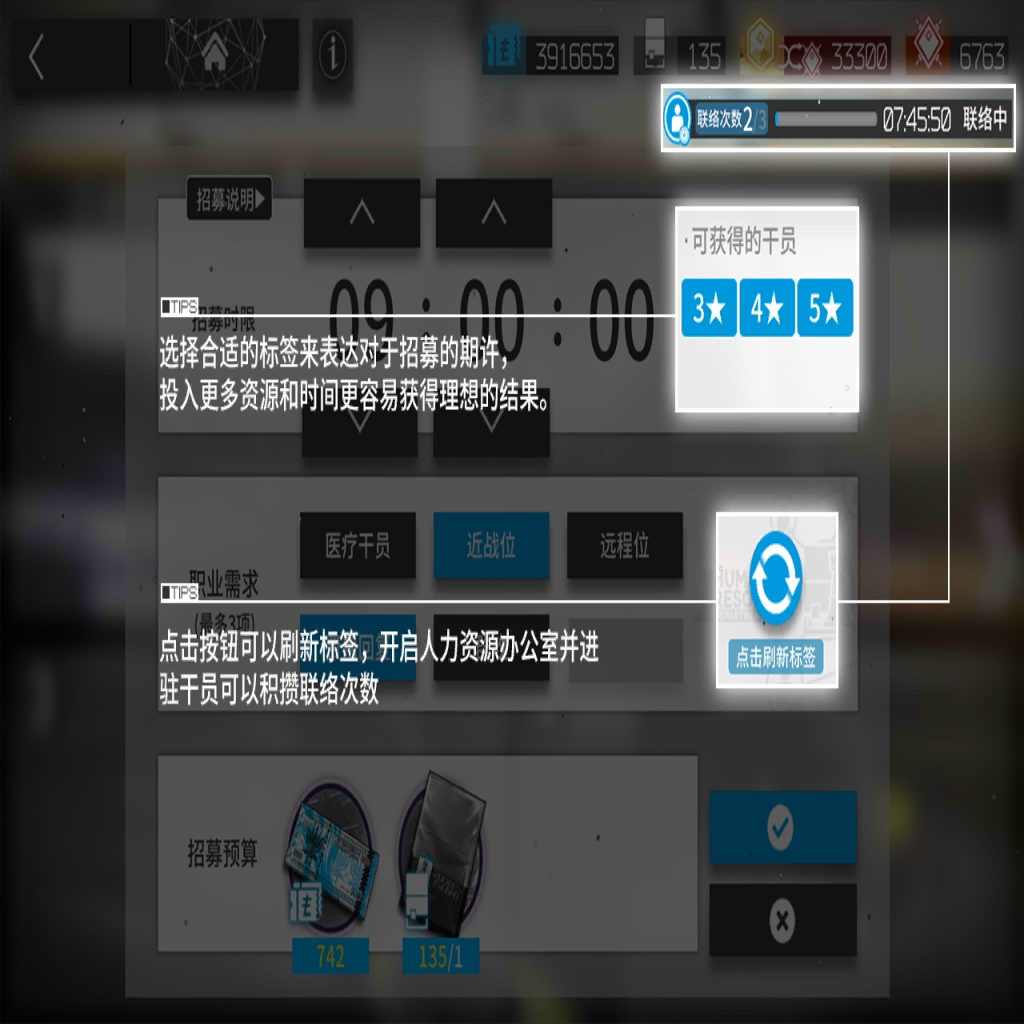 3916653
135
33300
6763
联络次数2/3
07:45:50 联络中
招募说明
·可获得的干员
3★ 4★ 5★
招募时限
09:00:00
TIPS
选择合适的标签来表达对于招募的期许，
投入更多资源和时间更容易获得理想的结果。
医疗干员
近战位
远程位
职业需求
(最多3项)
TIPS
点击按钮可以刷新标签，开启人力资源办公室并进
驻干员可以积攒联络次数
点击刷新标签
招募预算
742
135/1